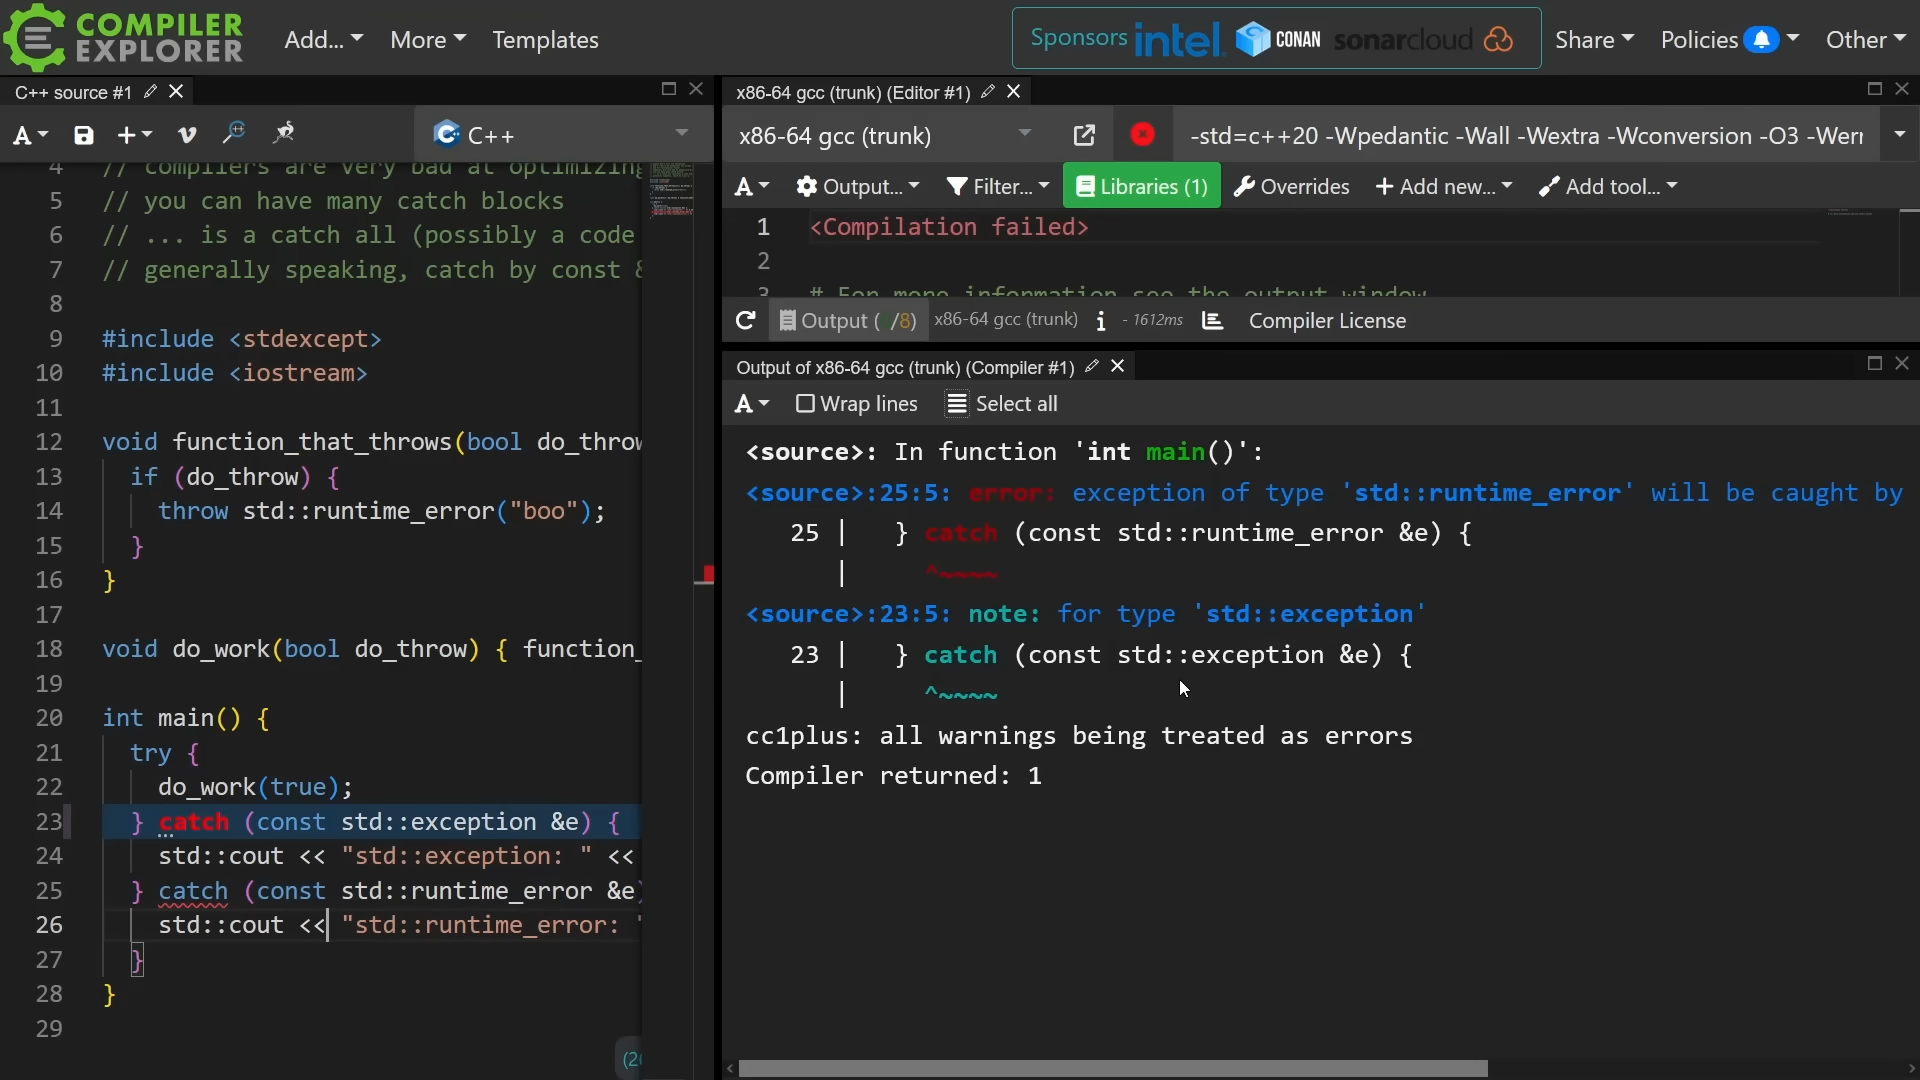 COMPILER
EXPLORER
Add...
More
Templates
Sponsors intel. CONAN sonarcloud
Share
Policies
Other
C++ source #1
A
C++
4 // compilers are very bad at optimizing
5 // you can have many catch blocks
6 // ... is a catch all (possibly a code
7 // generally speaking, catch by const &
8
9 #include <stdexcept>
10 #include <iostream>
11
12 void function_that_throws(bool do_throw
13 if (do_throw) {
14 throw std::runtime_error("boo");
15 }
16 }
17
18 void do_work(bool do_throw) { function_
19
20 int main() {
21 try {
22 do_work(true);
23 } catch (const std::exception &e) {
24 std::cout << "std::exception: " <<
25 } catch (const std::runtime_error &e)
26 std::cout << "std::runtime_error: "
27 }
28 }
29
x86-64 gcc (trunk) (Editor #1)
x86-64 gcc (trunk)
-std=c++20 -Wpedantic -Wall -Wextra -Wconversion -O3 -Werr
A
Output...
Filter...
Libraries (1)
Overrides
+ Add new...
Add tool...
1 <Compilation failed>
2
3 # For more information see the output window
Output ( /8) x86-64 gcc (trunk) i - 1612ms Compiler License
Output of x86-64 gcc (trunk) (Compiler #1)
A
Wrap lines
Select all
<source>: In function 'int main()':
<source>:25:5: error: exception of type 'std::runtime_error' will be caught by
25 | } catch (const std::runtime_error &e) {
| ^~~~~
<source>:23:5: note: for type 'std::exception'
23 | } catch (const std::exception &e) {
| ^~~~~
cc1plus: all warnings being treated as errors
Compiler returned: 1